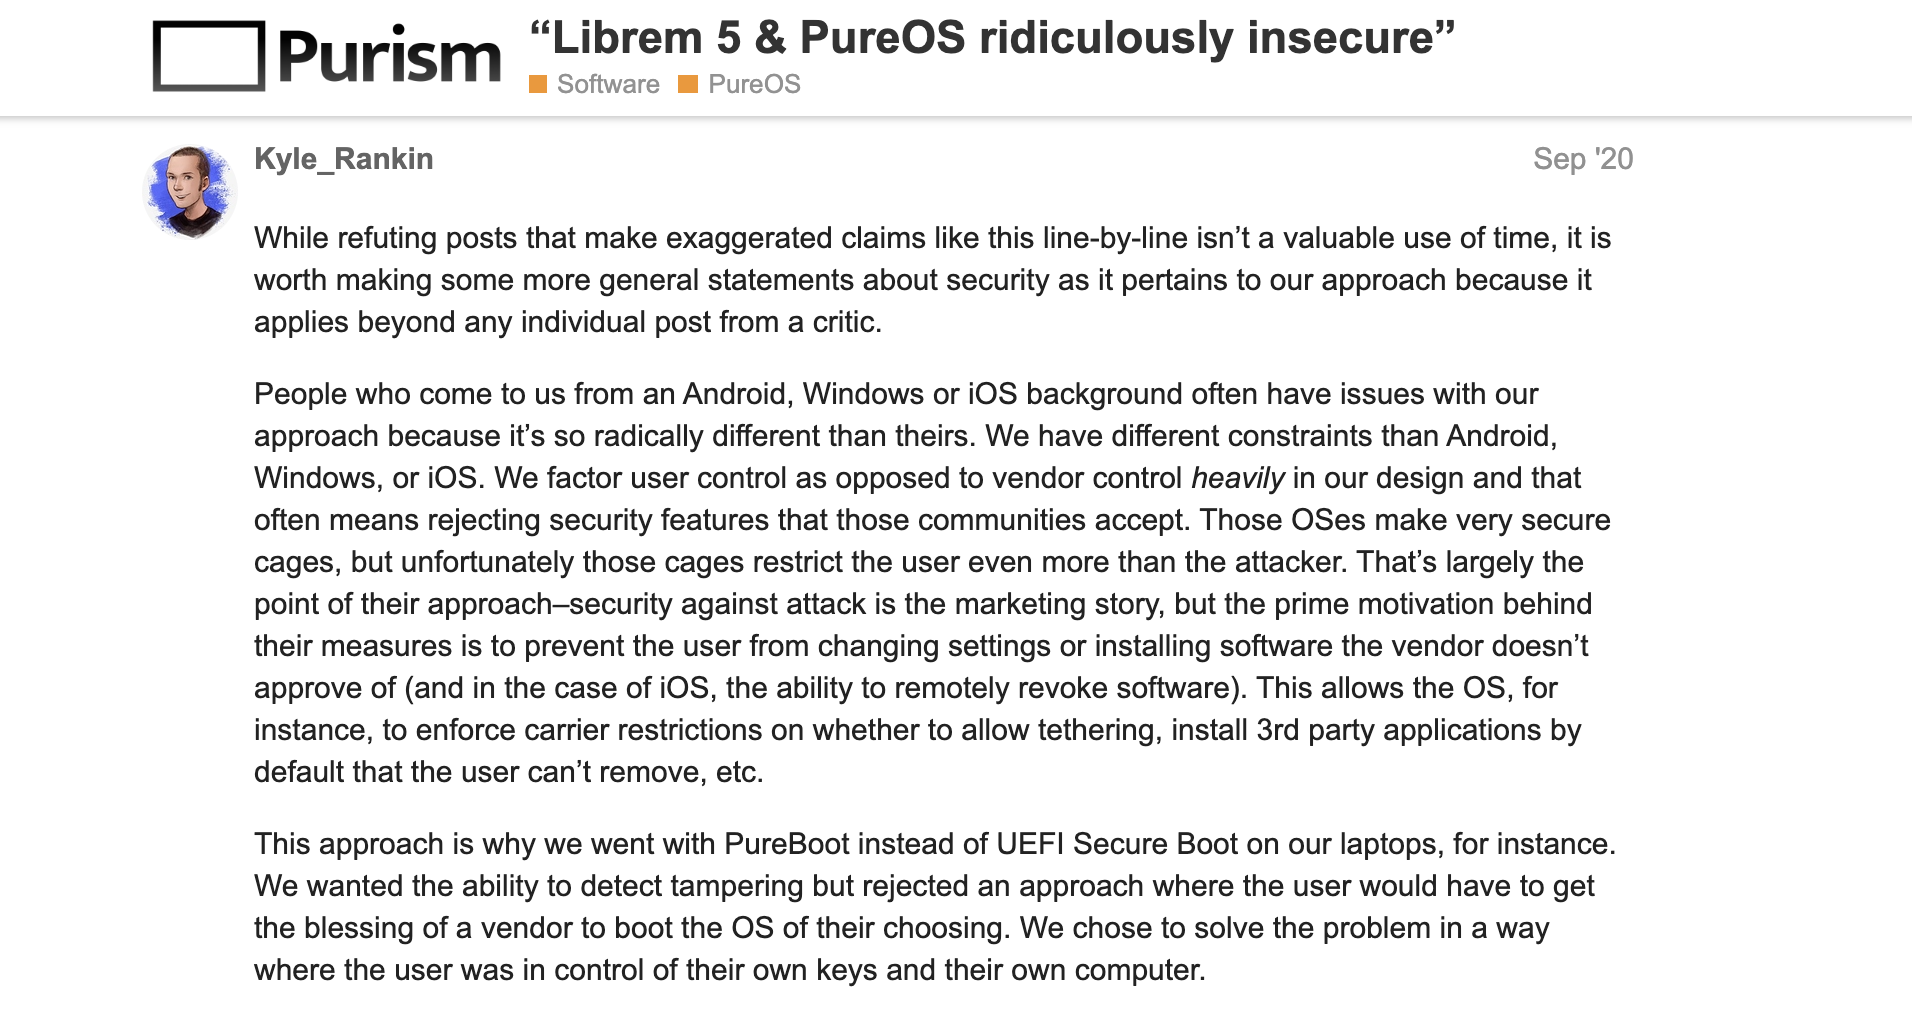 Purism
“Librem 5 & PureOS ridiculously insecure”
Software PureOS
Kyle_Rankin Sep '20
While refuting posts that make exaggerated claims like this line-by-line isn’t a valuable use of time, it is
worth making some more general statements about security as it pertains to our approach because it
applies beyond any individual post from a critic.
People who come to us from an Android, Windows or iOS background often have issues with our
approach because it’s so radically different than theirs. We have different constraints than Android,
Windows, or iOS. We factor user control as opposed to vendor control heavily in our design and that
often means rejecting security features that those communities accept. Those OSes make very secure
cages, but unfortunately those cages restrict the user even more than the attacker. That’s largely the
point of their approach–security against attack is the marketing story, but the prime motivation behind
their measures is to prevent the user from changing settings or installing software the vendor doesn’t
approve of (and in the case of iOS, the ability to remotely revoke software). This allows the OS, for
instance, to enforce carrier restrictions on whether to allow tethering, install 3rd party applications by
default that the user can’t remove, etc.
This approach is why we went with PureBoot instead of UEFI Secure Boot on our laptops, for instance.
We wanted the ability to detect tampering but rejected an approach where the user would have to get
the blessing of a vendor to boot the OS of their choosing. We chose to solve the problem in a way
where the user was in control of their own keys and their own computer.